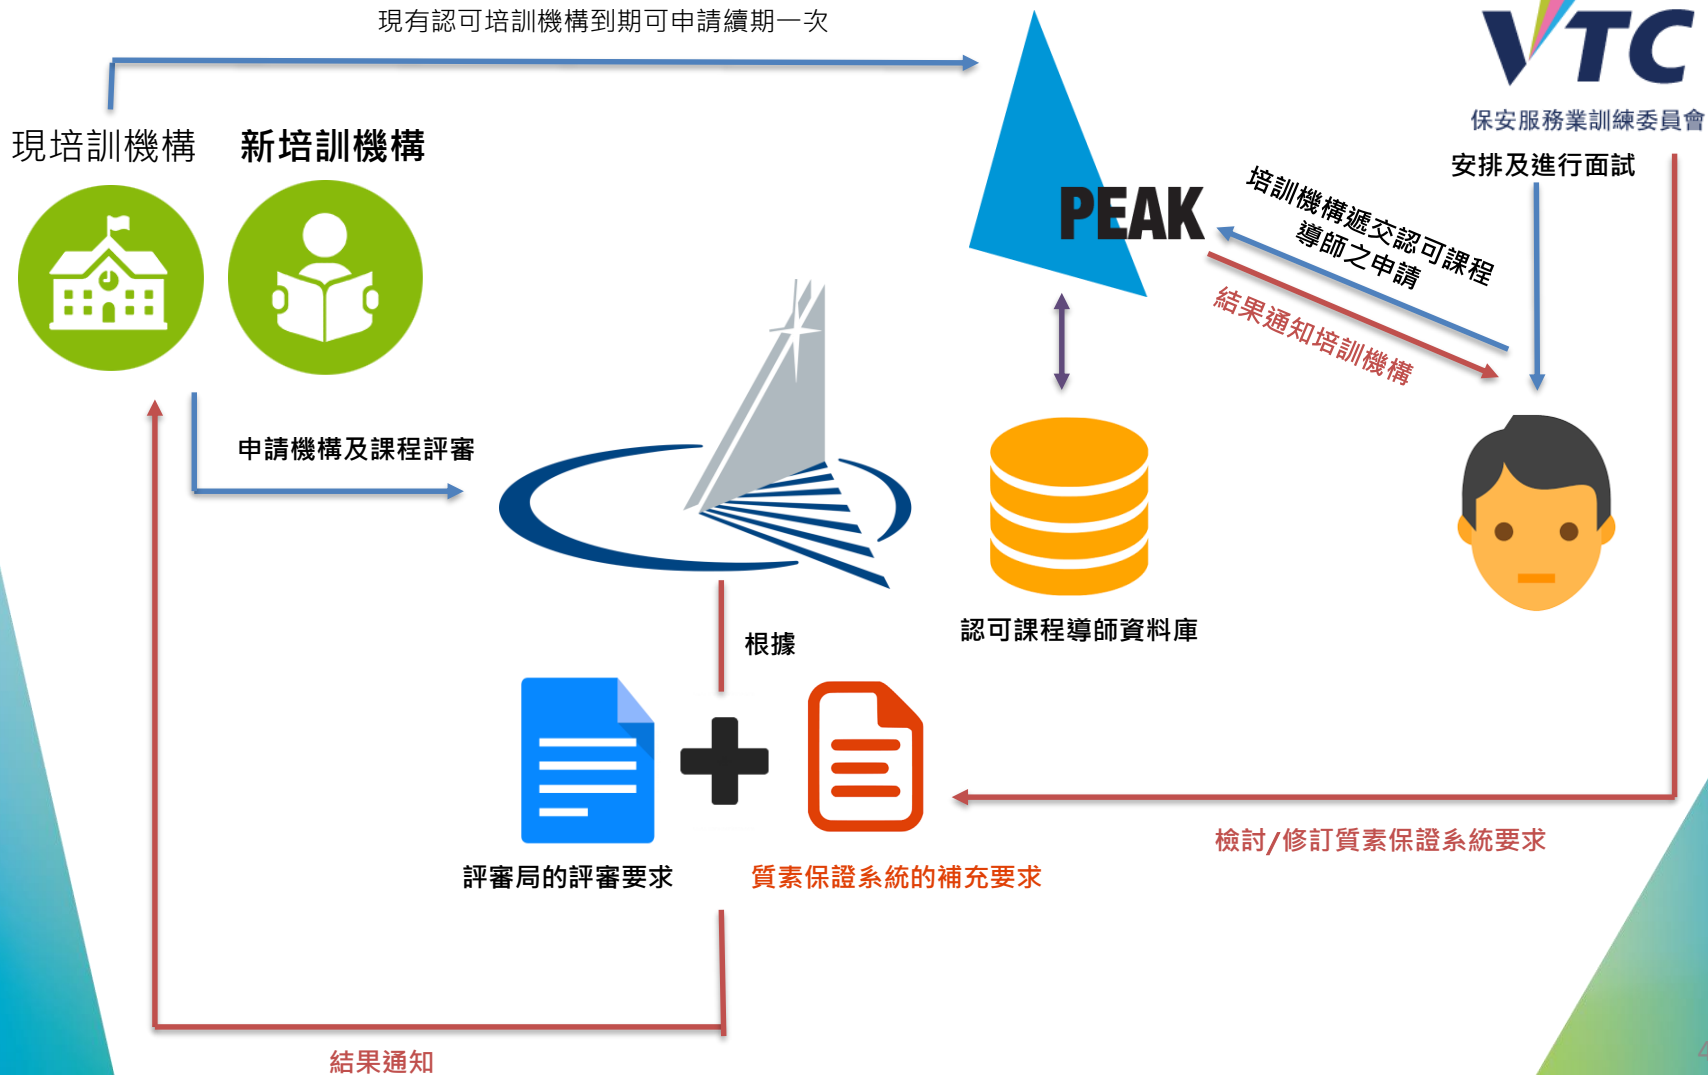 現有認可培訓機構到期可申請續期一次
VTC
保安服務業訓練委員會
現培訓機構
新培訓機構
安排及進行面試
PEAK
培訓機構遞交認可課程
導師之申請
結果通知培訓機構
申請機構及課程評審
認可課程導師資料庫
根據
評審局的評審要求
質素保證系統的補充要求
檢討/修訂質素保證系統要求
結果通知
4